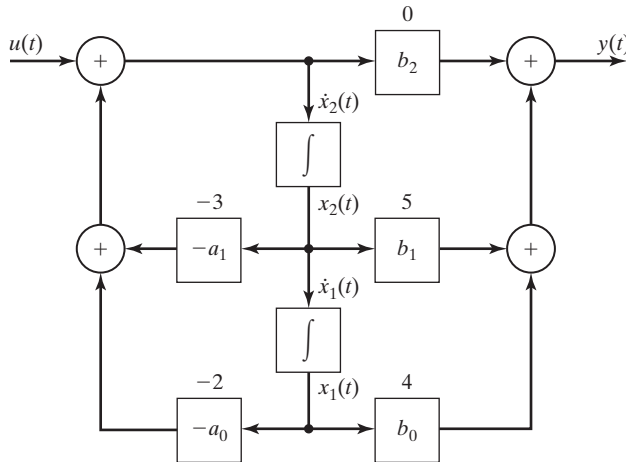 0
u(t) + b₂ + y(t)
ẋ₂(t)
∫
−3 x₂(t) 5
+ −a₁ b₁ +
ẋ₁(t)
∫
−2 x₁(t) 4
−a₀ b₀